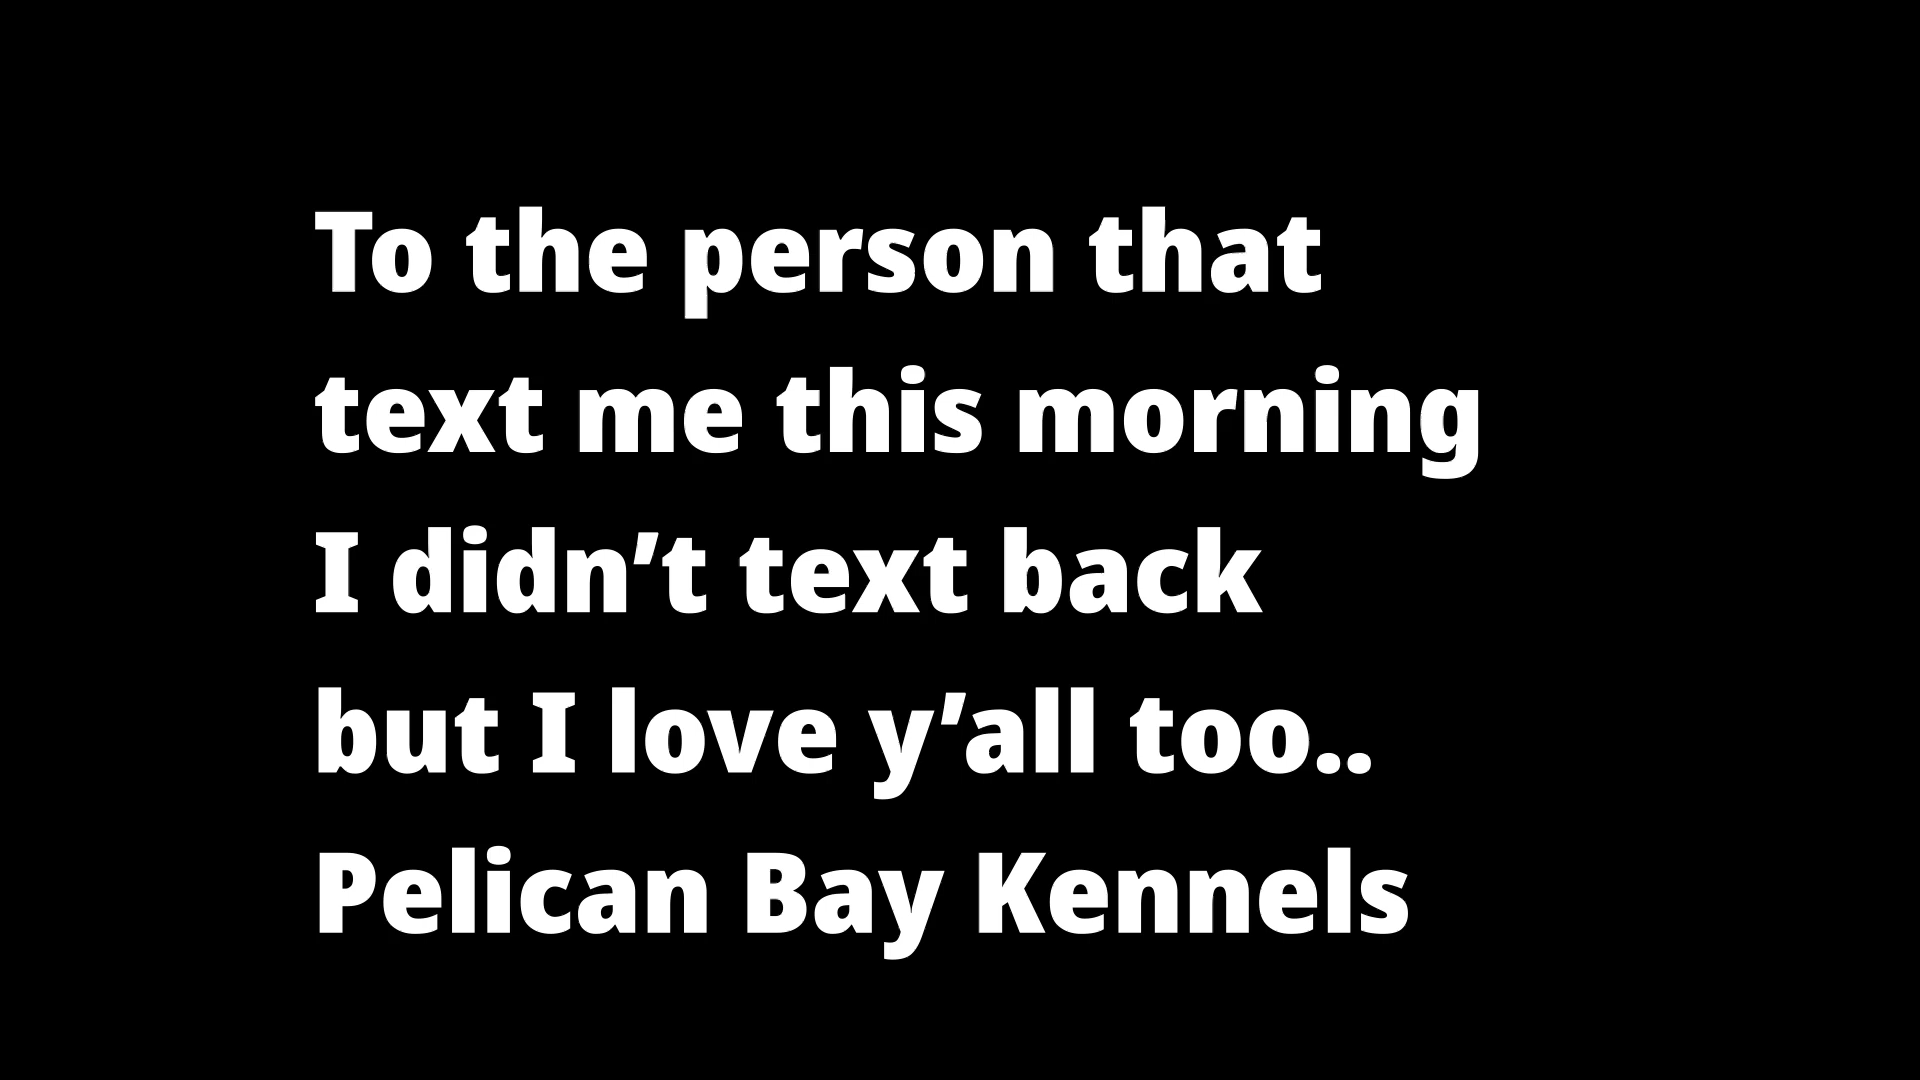 To the person that
text me this morning
I didn’t text back
but I love y’all too..
Pelican Bay Kennels